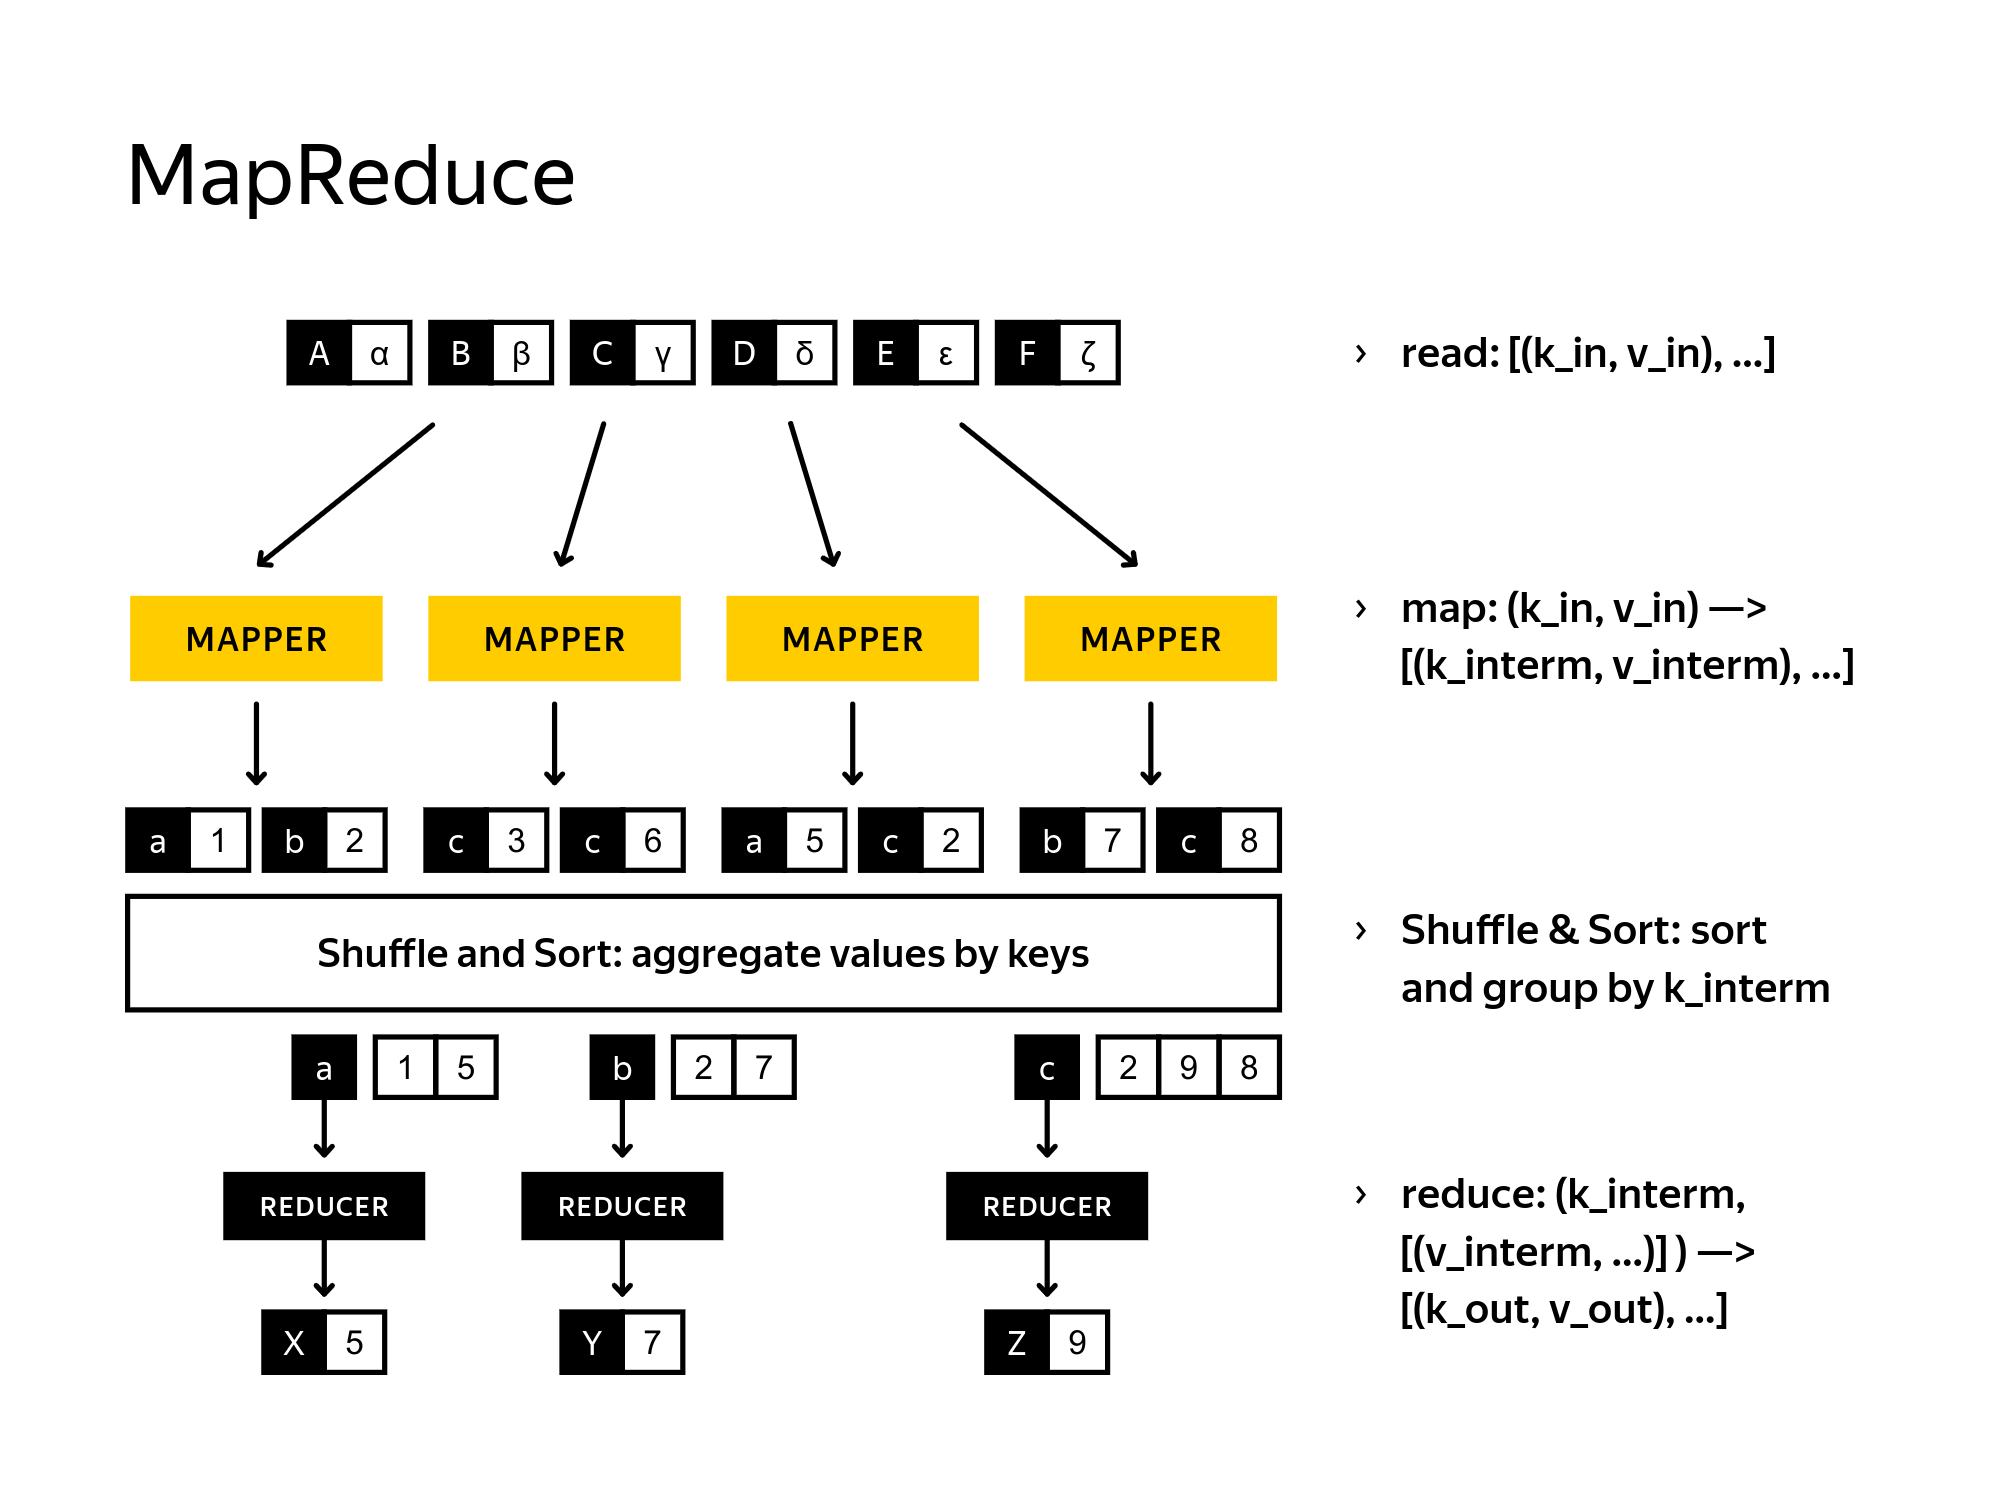 MapReduce
A α B β C γ D δ E ε F ζ
› read: [(k_in, v_in), ...]
MAPPER MAPPER MAPPER MAPPER
› map: (k_in, v_in) —>
[(k_interm, v_interm), ...]
a 1 b 2 c 3 c 6 a 5 c 2 b 7 c 8
Shuffle and Sort: aggregate values by keys
› Shuffle & Sort: sort
and group by k_interm
a 1 5 b 2 7 c 2 9 8
REDUCER REDUCER REDUCER
› reduce: (k_interm,
[(v_interm, ...)] ) —>
[(k_out, v_out), ...]
X 5 Y 7 Z 9